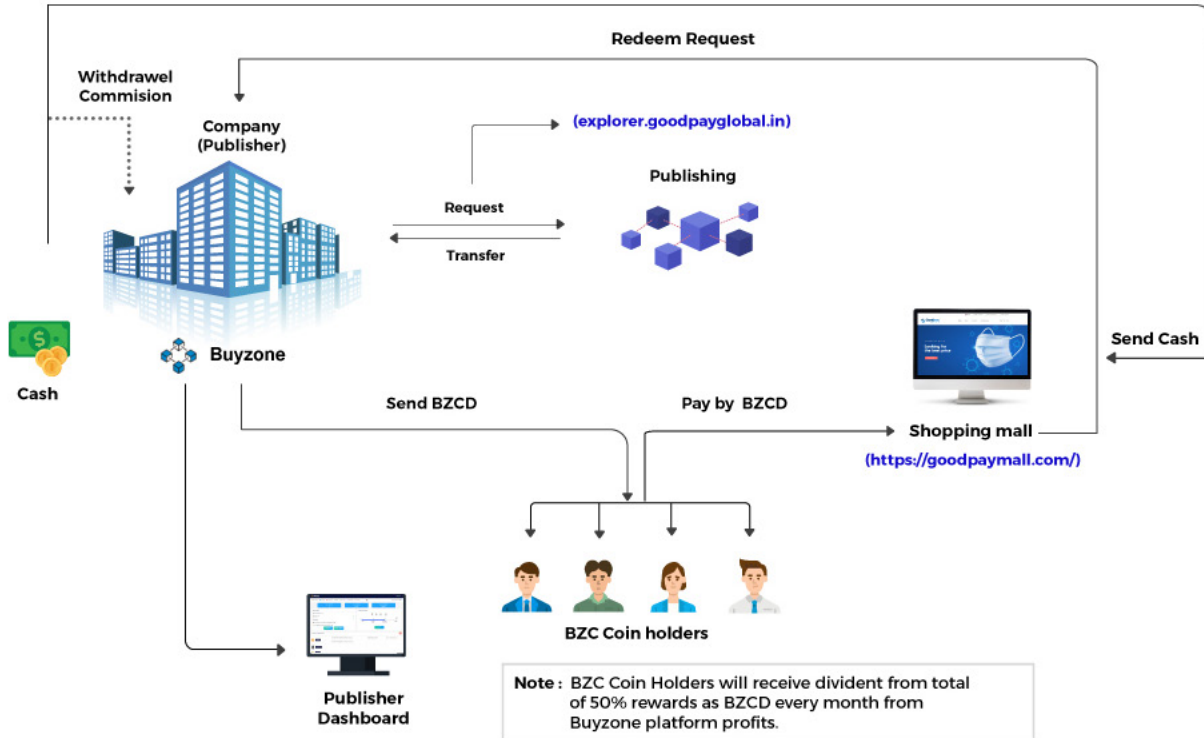 Redeem Request
Withdrawel
Commision
Company
(Publisher)
(explorer.goodpayglobal.in)
Publishing
Request
Transfer
Cash
Buyzone
Send BZCD
Pay by BZCD
Send Cash
Shopping mall
(https://goodpaymall.com/)
BZC Coin holders
Publisher
Dashboard
Note : BZC Coin Holders will receive divident from total
of 50% rewards as BZCD every month from
Buyzone platform profits.